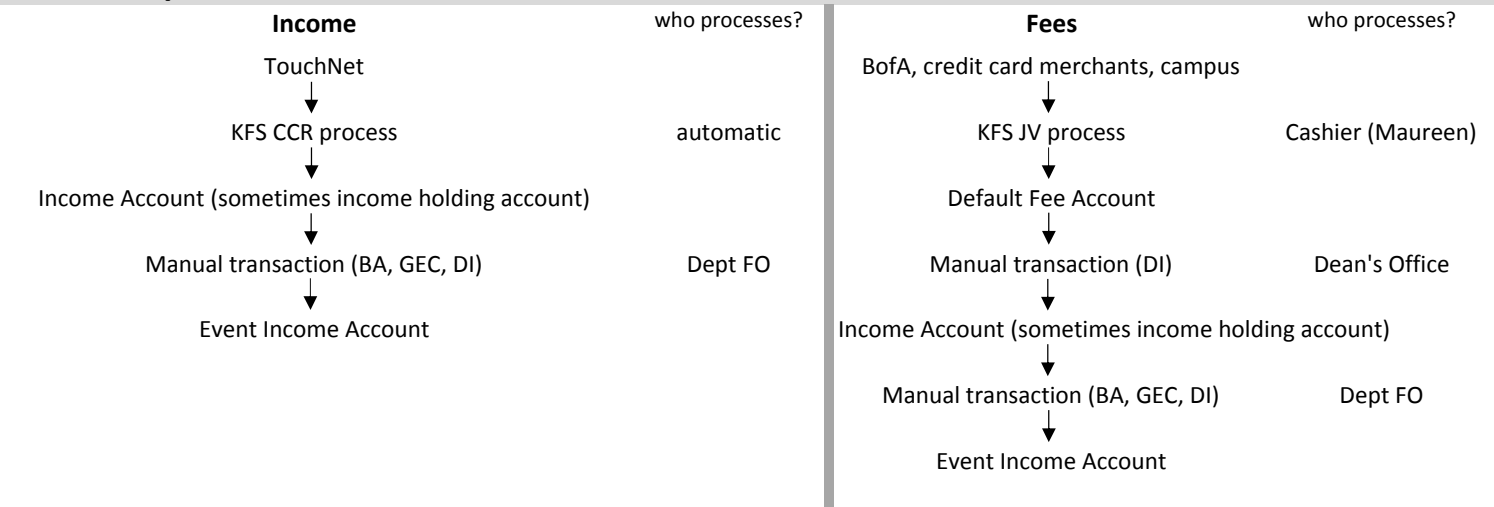 Income who processes?
TouchNet
KFS CCR process automatic
Income Account (sometimes income holding account)
Manual transaction (BA, GEC, DI) Dept FO
Event Income Account
Fees who processes?
BofA, credit card merchants, campus
KFS JV process Cashier (Maureen)
Default Fee Account
Manual transaction (DI) Dean's Office
Income Account (sometimes income holding account)
Manual transaction (BA, GEC, DI) Dept FO
Event Income Account